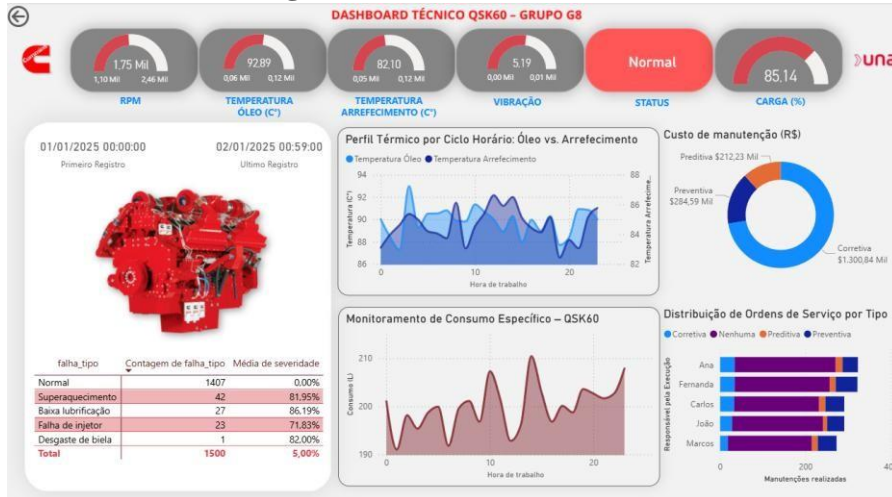 DASHBOARD TÉCNICO QSK60 – GRUPO G8
1,75 Mil
1,10 Mil 2,46 Mil
RPM
92,89
0,06 Mil 0,12 Mil
TEMPERATURA
ÓLEO (C°)
82,10
0,05 Mil 0,12 Mil
TEMPERATURA
ARREFECIMENTO (C°)
5,19
0,00 Mil 0,01 Mil
VIBRAÇÃO
Normal
STATUS
85,14
CARGA (%)
una
01/01/2025 00:00:00 02/01/2025 00:59:00
Primeiro Registro Ultimo Registro
falha_tipo Contagem de falha_tipo Média de severidade
Normal 1407 0,00%
Superaquecimento 42 81,95%
Baixa lubrificação 27 86,19%
Falha de injetor 23 71,83%
Desgaste de biela 1 82,00%
Total 1500 5,00%
Perfil Térmico por Ciclo Horário: Óleo vs. Arrefecimento
Temperatura Óleo Temperatura Arrefecimento
Temperatura (C°)
94
92
90
88
86
88
86
84
82
Temperatura Arrefecime...
0 10 20
Hora de trabalho
Monitoramento de Consumo Específico – QSK60
Consumo (L)
210
200
190
0 10 20
Hora de trabalho
Custo de manutenção (R$)
Preditiva $212,23 Mil
Preventiva
$284,59 Mil
Corretiva
$1.300,84 Mil
Distribuição de Ordens de Serviço por Tipo
Corretiva Nenhuma Preditiva Preventiva
Responsável pela Execução
Ana
Fernanda
Carlos
João
Marcos
0 200 40
Manutenções realizadas